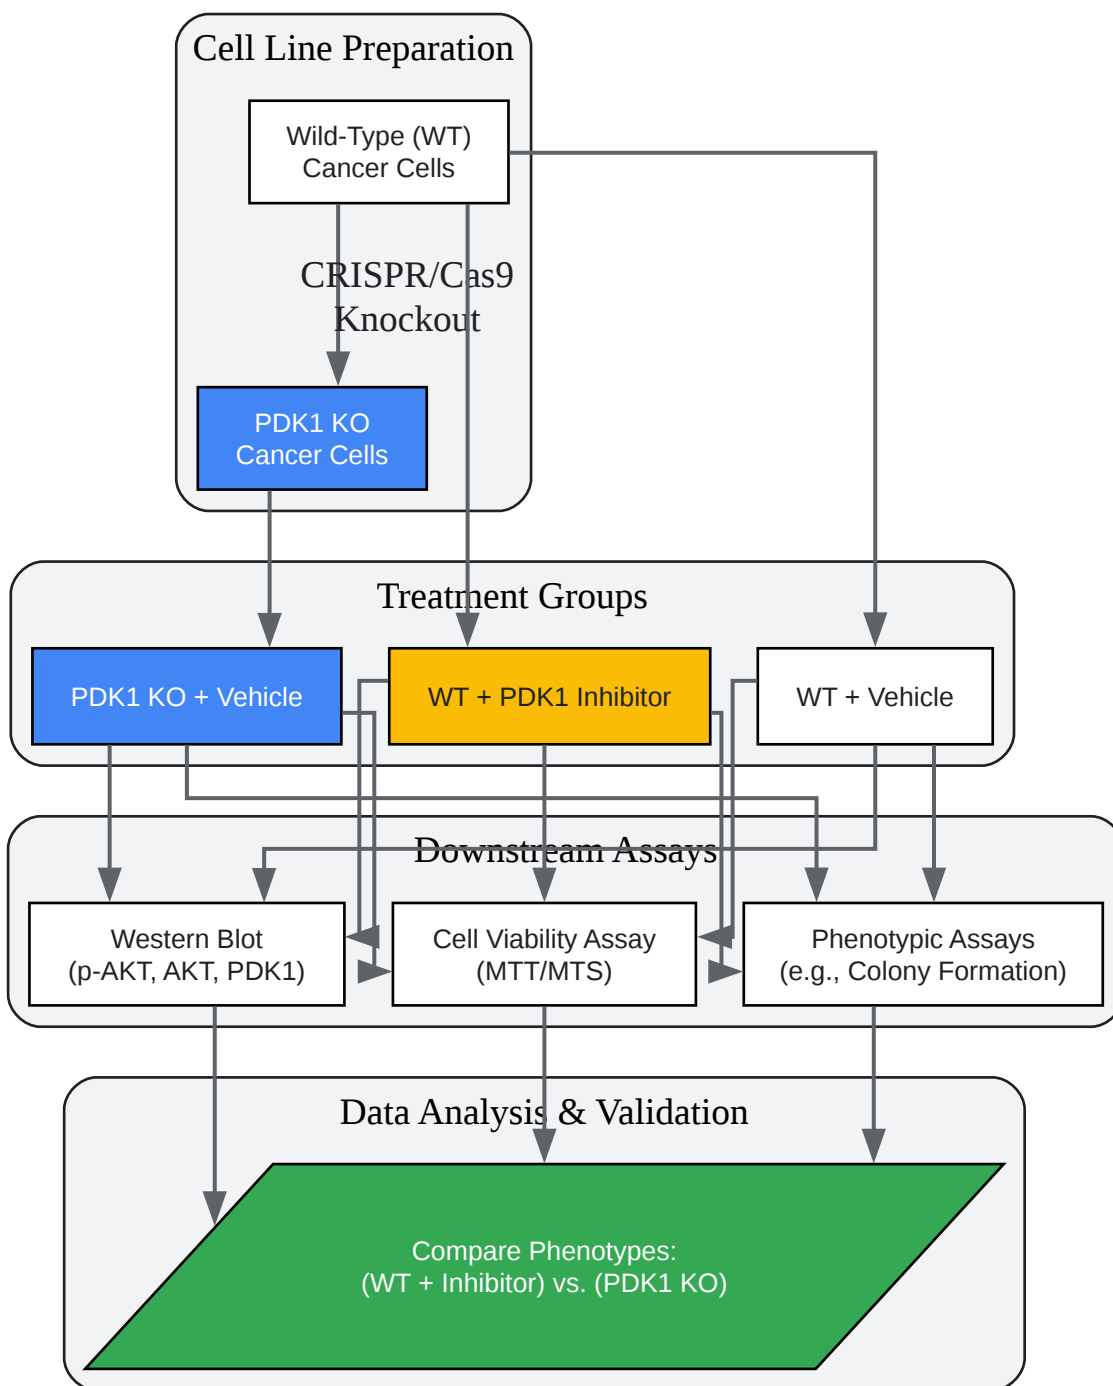 Cell Line Preparation
Wild-Type (WT)
Cancer Cells
CRISPR/Cas9
Knockout
PDK1 KO
Cancer Cells
Treatment Groups
PDK1 KO + Vehicle
WT + PDK1 Inhibitor
WT + Vehicle
Downstream Assays
Western Blot
(p-AKT, AKT, PDK1)
Cell Viability Assay
(MTT/MTS)
Phenotypic Assays
(e.g., Colony Formation)
Data Analysis & Validation
Compare Phenotypes:
(WT + Inhibitor) vs. (PDK1 KO)